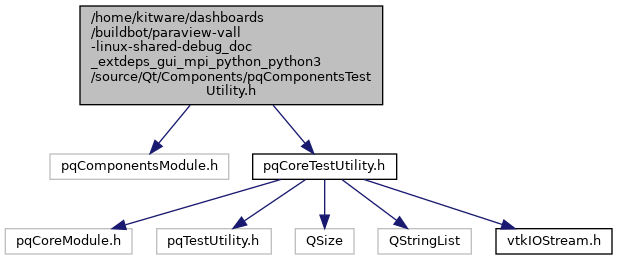 /home/kitware/dashboards
/buildbot/paraview-vall
-linux-shared-debug_doc
_extdeps_gui_mpi_python_python3
/source/Qt/Components/pqComponentsTest
Utility.h
pqComponentsModule.h
pqCoreTestUtility.h
pqCoreModule.h
pqTestUtility.h
QSize
QStringList
vtkIOStream.h